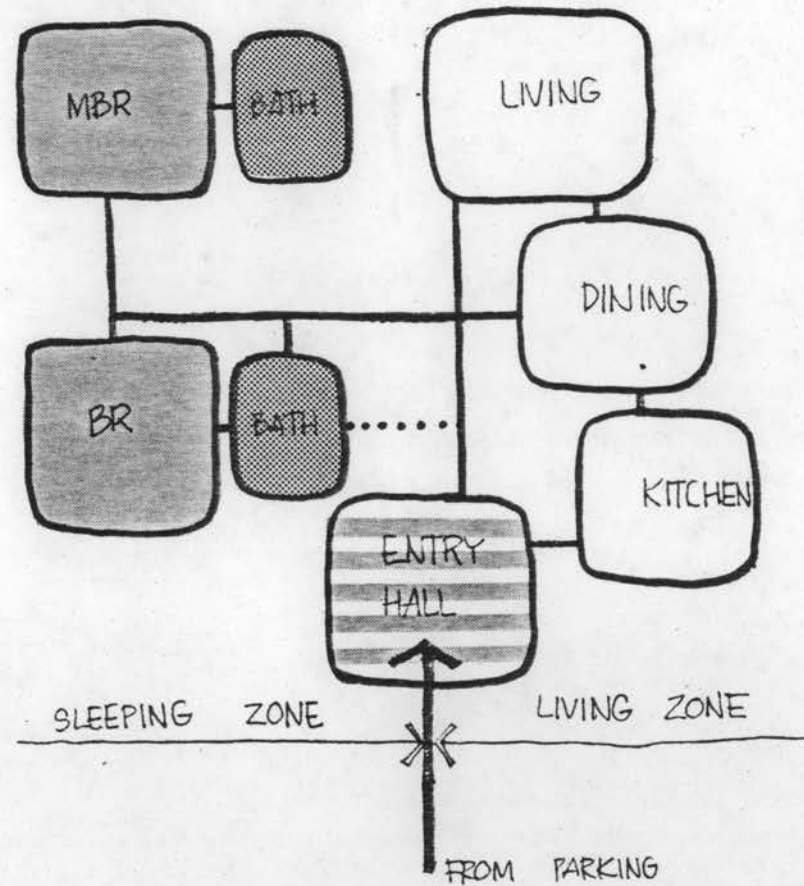 MBR
BATH
LIVING
DINING
BR
BATH
KITCHEN
ENTRY
HALL
SLEEPING ZONE
LIVING ZONE
FROM PARKING